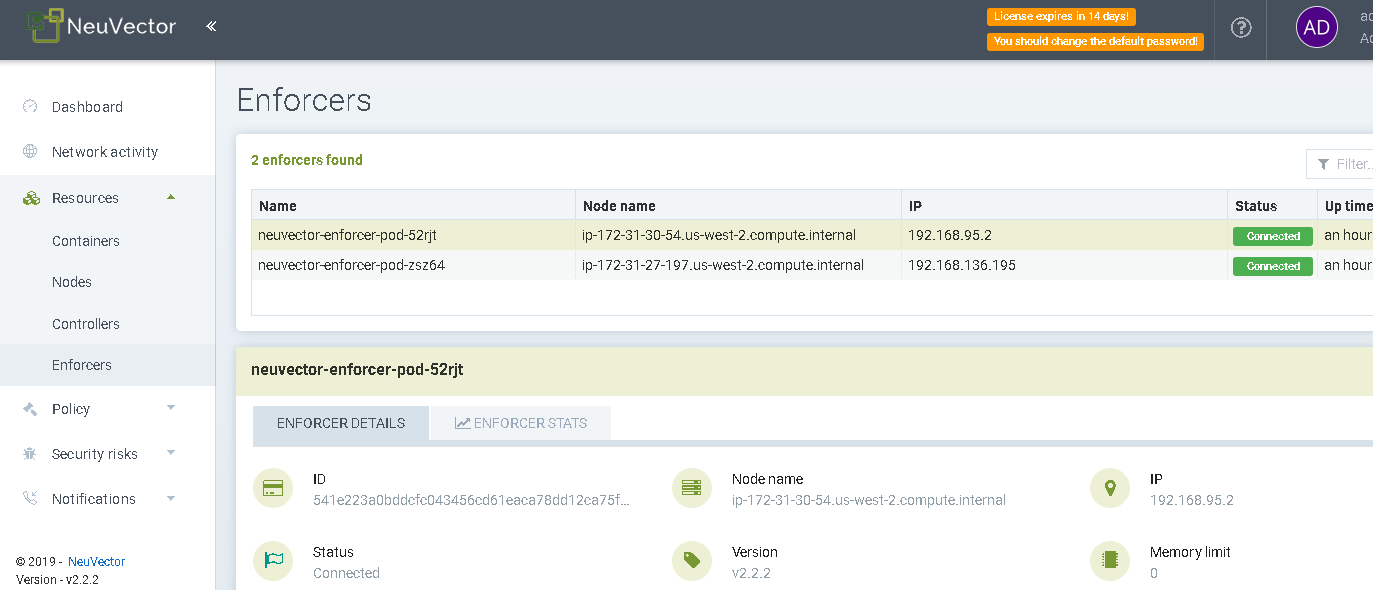 NeuVector
«
License expires in 14 days!
You should change the default password!
AD
Dashboard
Network activity
Resources
Containers
Nodes
Controllers
Enforcers
Policy
Security risks
Notifications
© 2019 - NeuVector
Version - v2.2.2
Enforcers
2 enforcers found
Filter..
Name Node name IP Status Up time
neuvector-enforcer-pod-52rjt ip-172-31-30-54.us-west-2.compute.internal 192.168.95.2 Connected an hour
neuvector-enforcer-pod-zsz64 ip-172-31-27-197.us-west-2.compute.internal 192.168.136.195 Connected an hour
neuvector-enforcer-pod-52rjt
ENFORCER DETAILS ENFORCER STATS
ID Node name IP
541e223a0bddcfc043456cd61eaca78dd12ca75f... ip-172-31-30-54.us-west-2.compute.internal 192.168.95.2
Status Version Memory limit
Connected v2.2.2 0